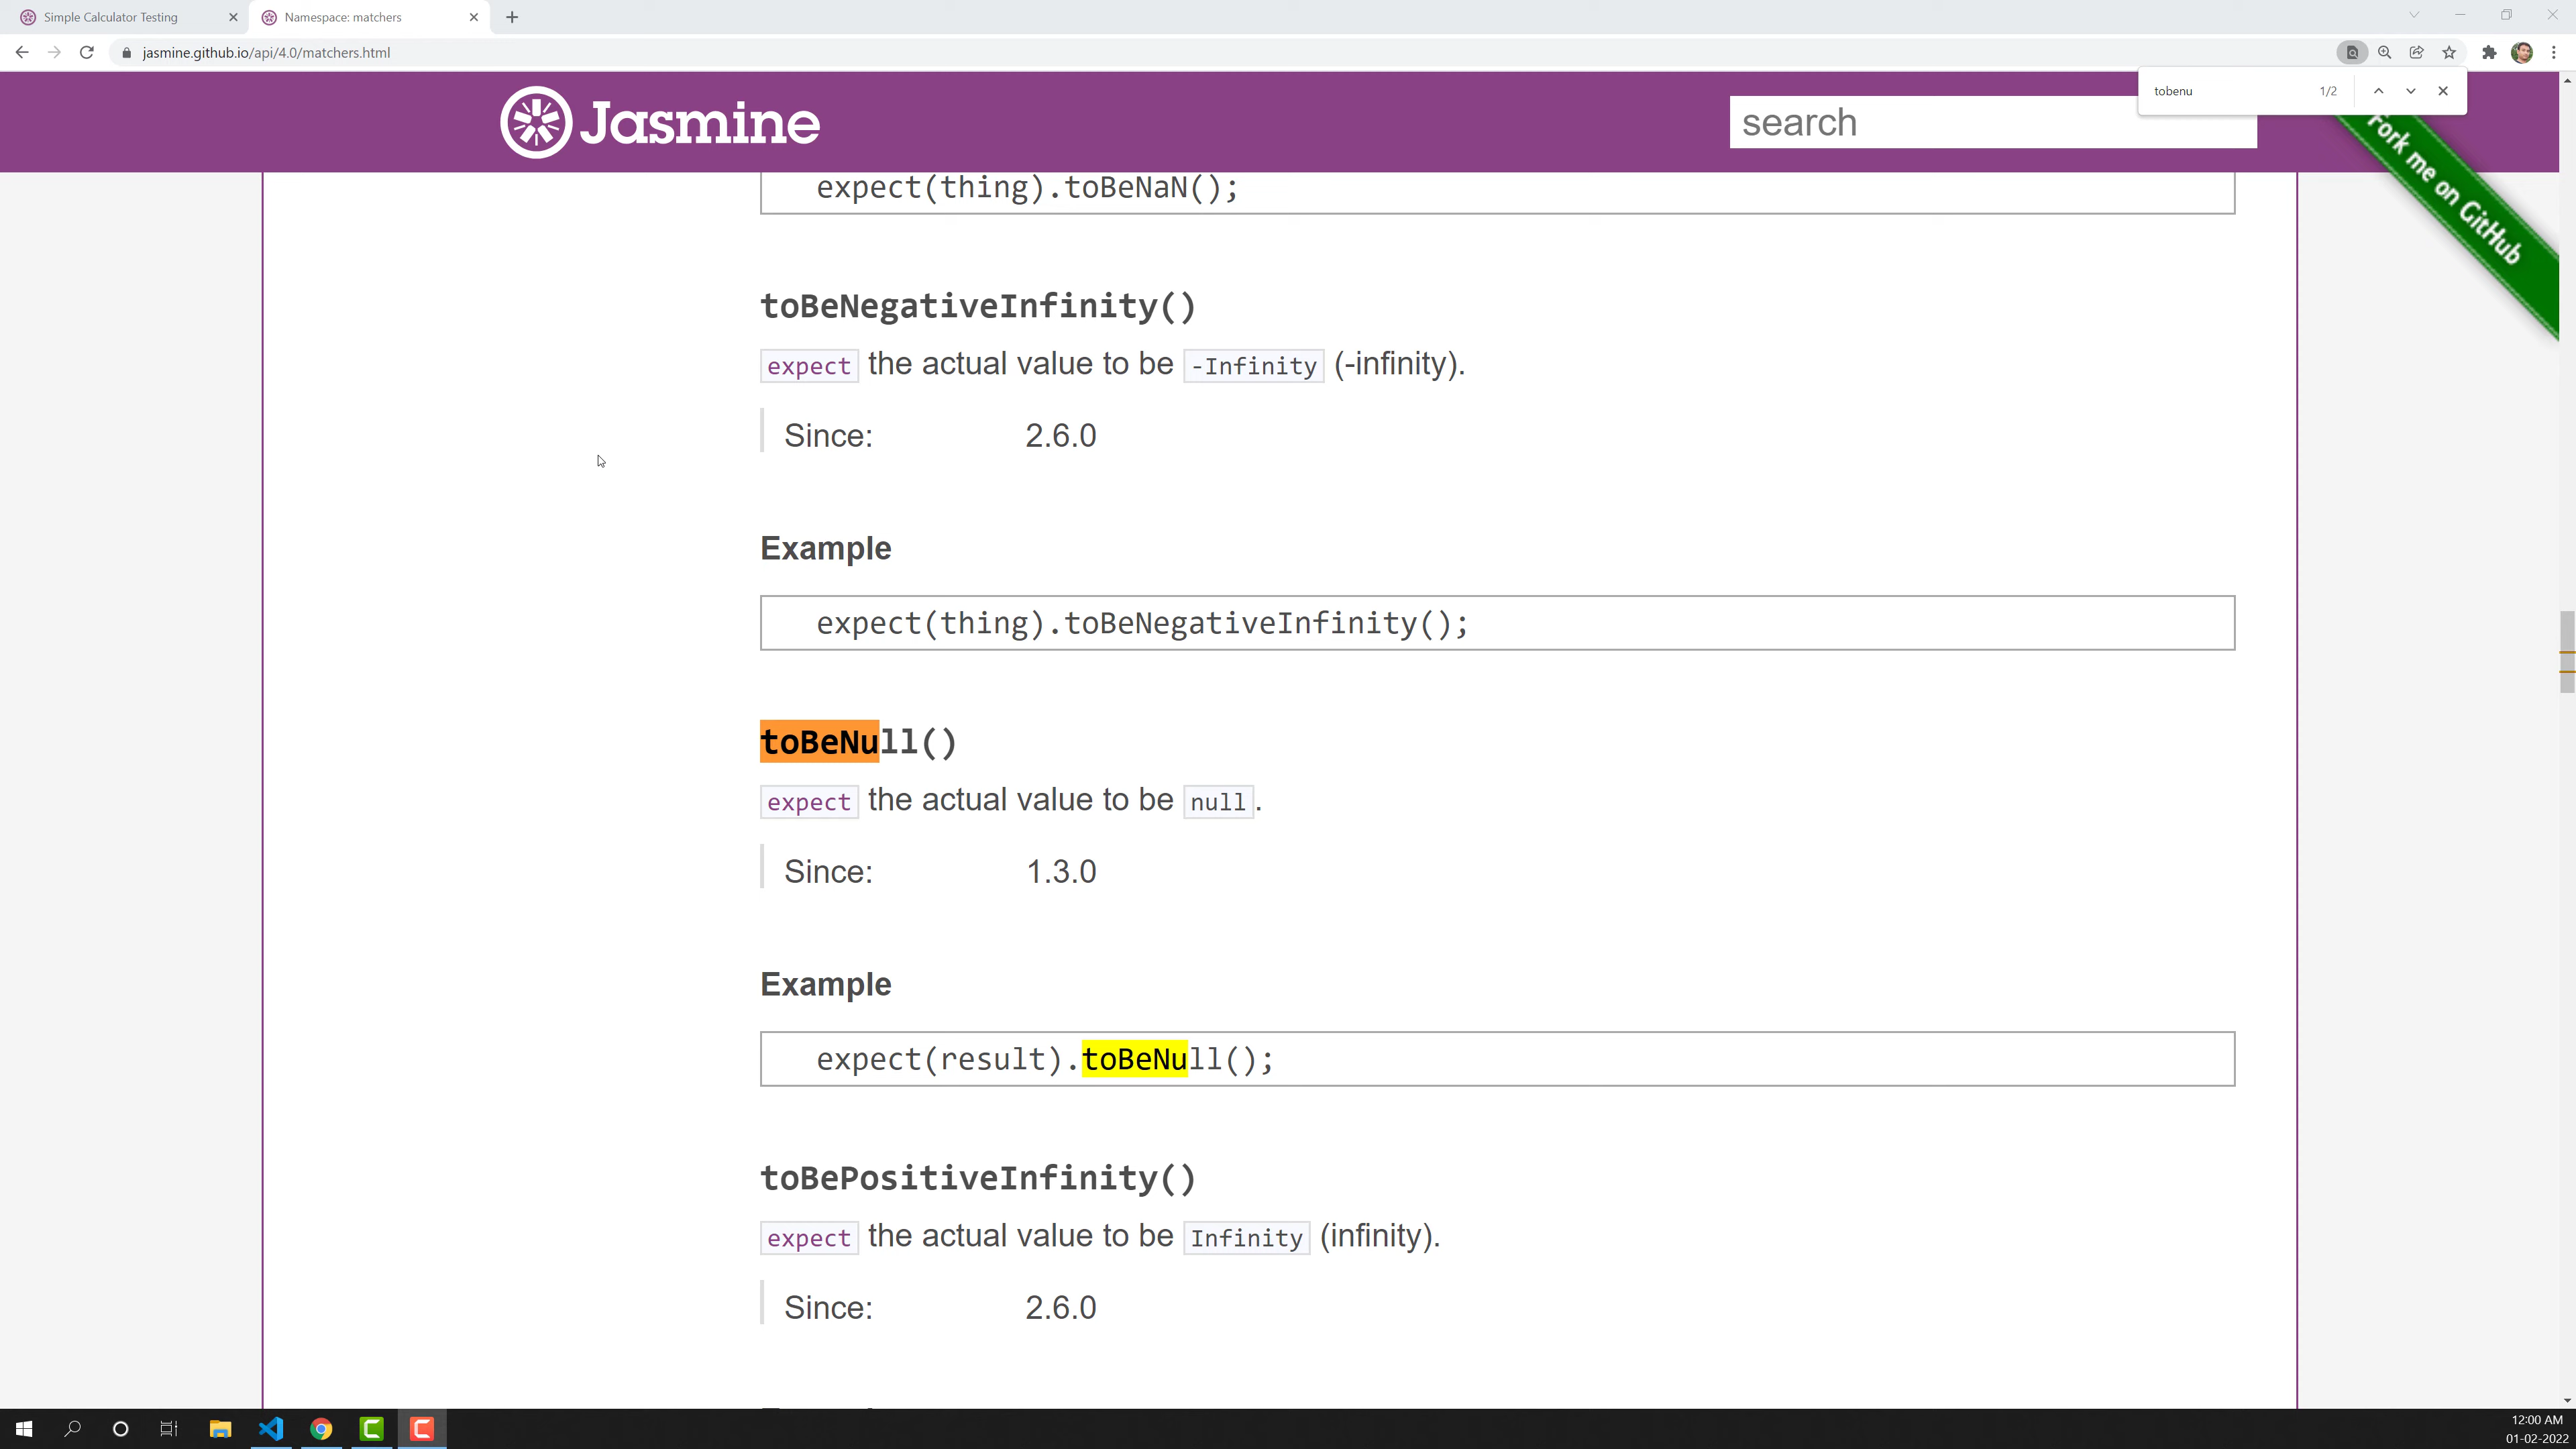 Simple Calculator Testing
Namespace: matchers
jasmine.github.io/api/4.0/matchers.html
tobenu 1/2
Jasmine
search
Fork me on GitHub
expect(thing).toBeNaN();
toBeNegativeInfinity()
expect the actual value to be -Infinity (-infinity).
Since: 2.6.0
Example
expect(thing).toBeNegativeInfinity();
toBeNull()
expect the actual value to be null.
Since: 1.3.0
Example
expect(result).toBeNull();
toBePositiveInfinity()
expect the actual value to be Infinity (infinity).
Since: 2.6.0
12:00 AM
01-02-2022